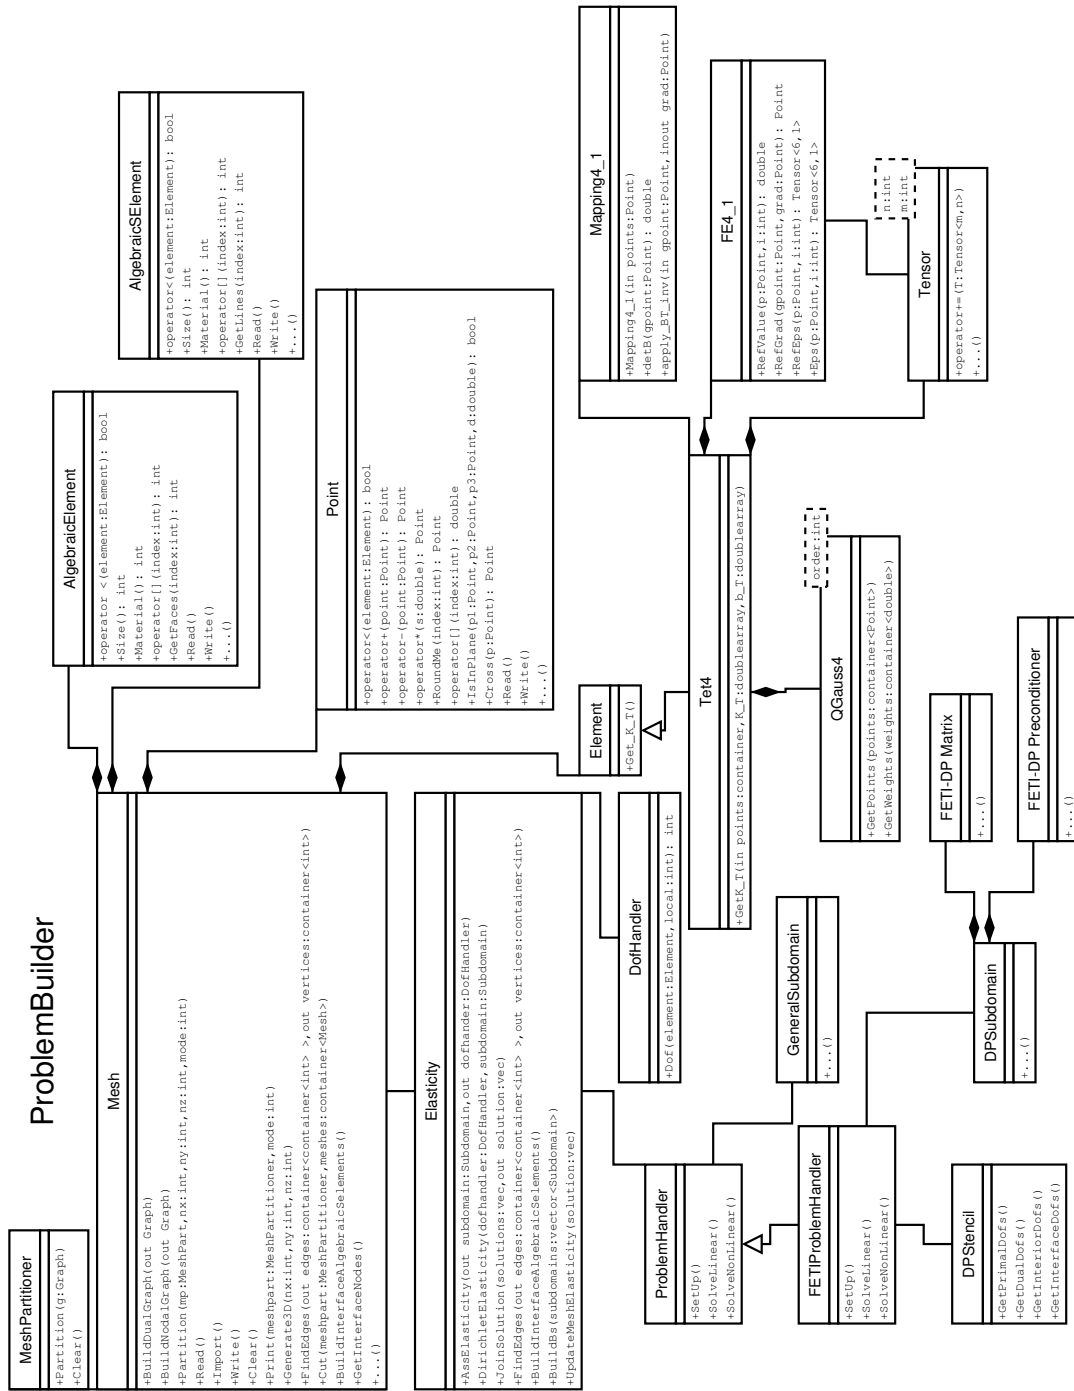 ProblemBuilder
MeshPartitioner
+Partition(g:Graph)
+Clear()
Mesh
+BuildDualGraph(out Graph)
+BuildNodalGraph(out Graph)
+Partition(mp:MeshPart,nx:int,ny:int,nz:int,mode:int)
+Read()
+Import()
+Write()
+Clear()
+Print(meshpart:MeshPartitioner,mode:int)
+Generate3D(nx:int,ny:int,nz:int)
+FindEdges(out edges:container<container<int> >,out vertices:container<int>)
+Cut(meshpart:MeshPartitioner,meshes:container<Mesh>)
+BuildInterfaceAlgebraicSelements()
+GetInterfaceNodes()
+...()
AlgebraicElement
+operator <(element:Element): bool
+Size(): int
+Material(): int
+operator[](index:int): int
+GetFaces(index:int): int
+Read()
+Write()
+...()
AlgebraicSElement
+operator<(element:Element): bool
+Size(): int
+Material(): int
+operator[](index:int): int
+GetLines(index:int): int
+Read()
+Write()
+...()
Point
+operator<(element:Element): bool
+operator+(point:Point): Point
+operator-(point:Point): Point
+operator*(s:double): Point
+RoundMe(index:int): Point
+operator[](index:int): double
+IsInPlane(p1:Point,p2:Point,p3:Point,d:double): bool
+Cross(p:Point): Point
+Read()
+Write()
+...()
Elasticity
+AssElasticity(out subdomain:Subdomain,out dofhander:DofHandler)
+DirichletElasticity(dofhandler:DofHandler,subdomain:Subdomain)
+JoinSolution(solutions:vec,out solution:vec)
+FindEdges(out edges:container<container<int> >,out vertices:container<int>)
+BuildInterfaceAlgebraicSelements()
+BuildBs(subdomains:vector<Subdomain>)
+UpdateMeshElasticity(solution:vec)
Element
+Get_K_T()
DofHandler
+Dof(element:Element,local:int): int
Tet4
+GetK_T(in points:container,K_T:doublearray,b_T:doublearray)
Mapping4_1
+Mapping4_1(in points:Point)
+detB(gpoint:Point): double
+apply_BT_inv(in gpoint:Point,inout grad:Point)
FE4_1
+RefValue(p:Point,i:int): double
+RefGrad(gpoint:Point,grad:Point): Point
+RefEps(p:Point,i:int): Tensor<6,1>
+Eps(p:Point,i:int): Tensor<6,1>
n:int
m:int
Tensor
+operator+=(T:Tensor<m,n>)
+...()
order:int
QGauss4
+GetPoints(points:container<Point>)
+GetWeights(weights:container<double>)
ProblemHandler
+SetUp()
+SolveLinear()
+SolveNonLinear()
GeneralSubdomain
+...()
FETIProblemHandler
+SetUp()
+SolveLinear()
+SolveNonLinear()
DPStencil
+GetPrimalDofs()
+GetDualDofs()
+GetInteriorDofs()
+GetInterfaceDofs()
DPSubdomain
+...()
FETI-DP Matrix
+...()
FETI-DP Preconditioner
+...()